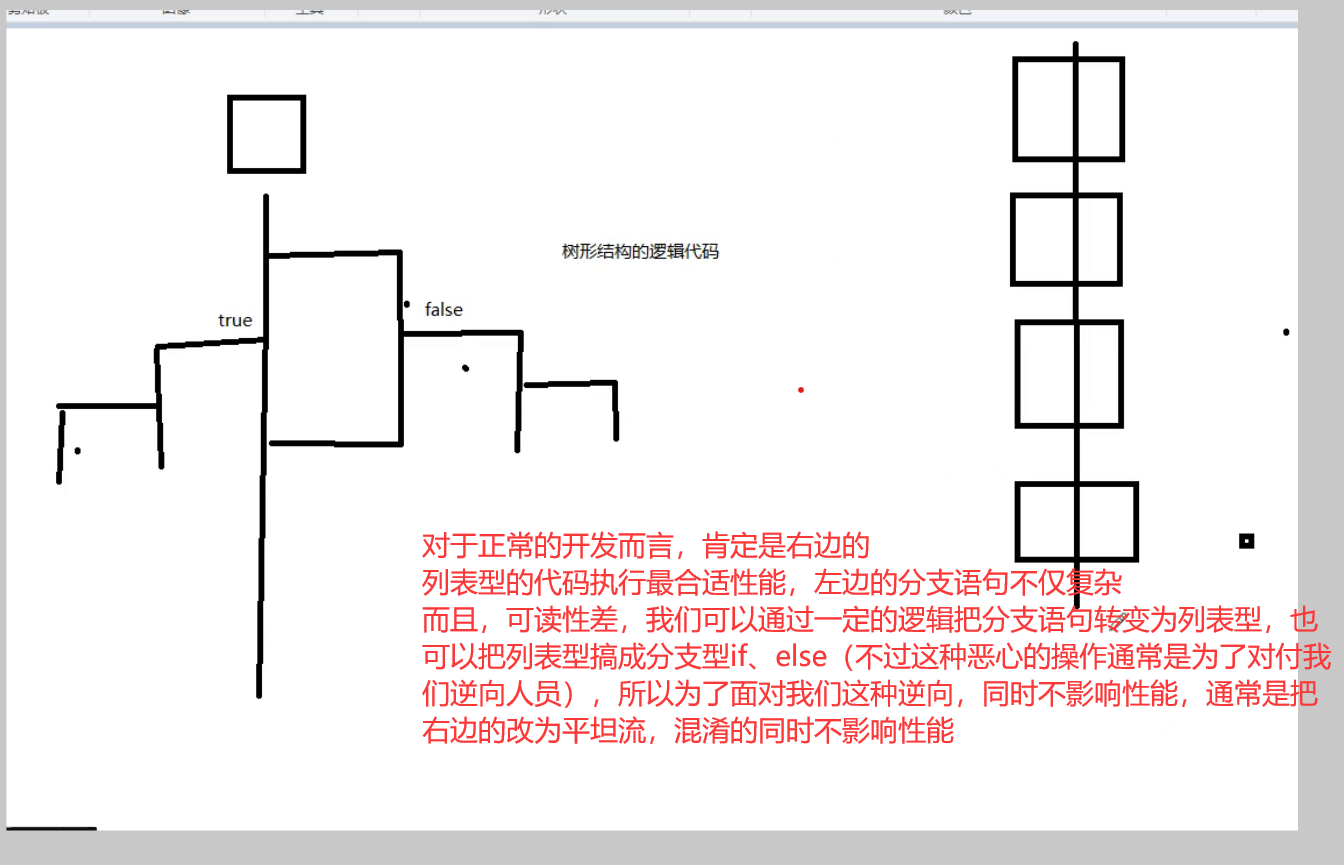 树形结构的逻辑代码
false
true
对于正常的开发而言，肯定是右边的
列表型的代码执行最合适性能，左边的分支语句不仅复杂
而且，可读性差，我们可以通过一定的逻辑把分支语句转变为列表型，也
可以把列表型搞成分支型if、else（不过这种恶心的操作通常是为了对付我
们逆向人员），所以为了面对我们这种逆向，同时不影响性能，通常是把
右边的改为平坦流，混淆的同时不影响性能